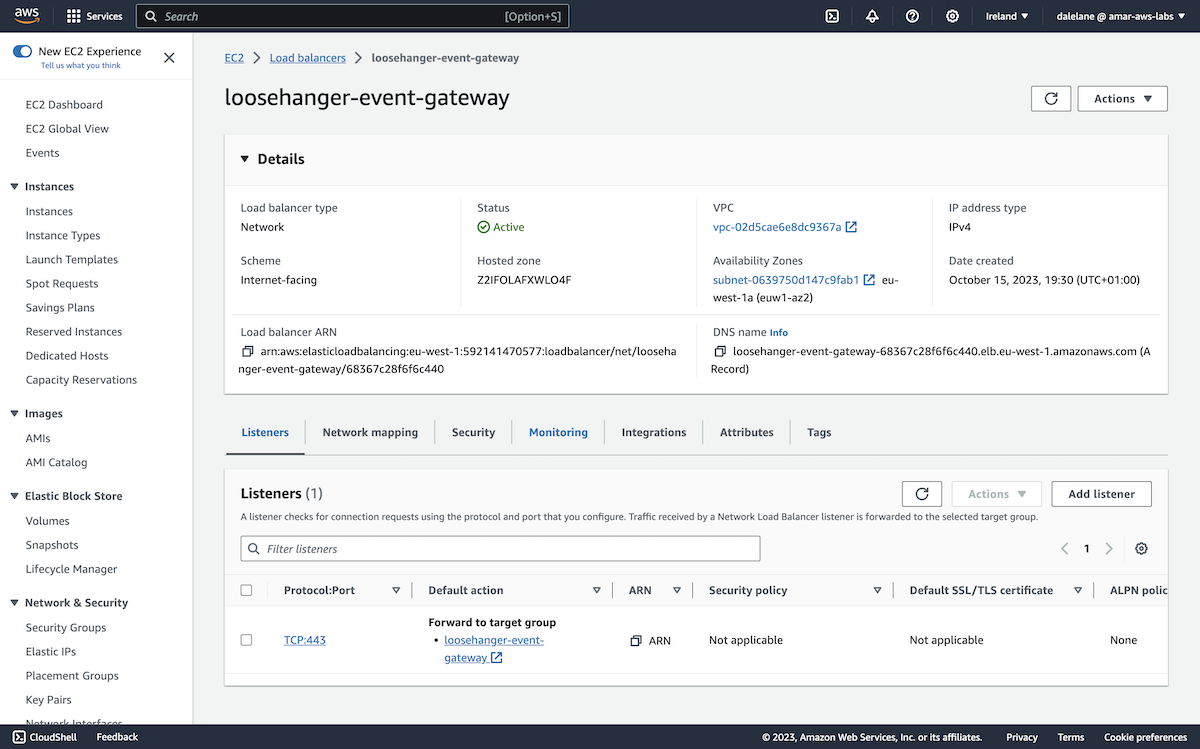 aws
Services
Search
[Option+S]
Ireland
dalelane @ amar-aws-labs
New EC2 Experience
Tell us what you think
EC2 Dashboard
EC2 Global View
Events
Instances
Instances
Instance Types
Launch Templates
Spot Requests
Savings Plans
Reserved Instances
Dedicated Hosts
Capacity Reservations
Images
AMIs
AMI Catalog
Elastic Block Store
Volumes
Snapshots
Lifecycle Manager
Network & Security
Security Groups
Elastic IPs
Placement Groups
Key Pairs
Network Interfaces
EC2
Load balancers
loosehanger-event-gateway
loosehanger-event-gateway
Actions
Details
Load balancer type
Network
Status
Active
VPC
vpc-02d5cae6e8dc9367a
IP address type
IPv4
Scheme
Internet-facing
Hosted zone
Z2IFOLAFXWLO4F
Availability Zones
subnet-0639750d147c9fab1 eu-
west-1a (euw1-az2)
Date created
October 15, 2023, 19:30 (UTC+01:00)
Load balancer ARN
arn:aws:elasticloadbalancing:eu-west-1:592141470577:loadbalancer/net/looseha
nger-event-gateway/68367c28f6f6c440
DNS name Info
loosehanger-event-gateway-68367c28f6f6c440.elb.eu-west-1.amazonaws.com (A
Record)
Listeners
Network mapping
Security
Monitoring
Integrations
Attributes
Tags
Listeners (1)
Actions
Add listener
A listener checks for connection requests using the protocol and port that you configure. Traffic received by a Network Load Balancer listener is forwarded to the selected target group.
Filter listeners
1
Protocol:Port
Default action
ARN
Security policy
Default SSL/TLS certificate
ALPN polic
TCP:443
Forward to target group
• loosehanger-event-
gateway
ARN
Not applicable
Not applicable
None
CloudShell
Feedback
© 2023, Amazon Web Services, Inc. or its affiliates.
Privacy
Terms
Cookie preferences